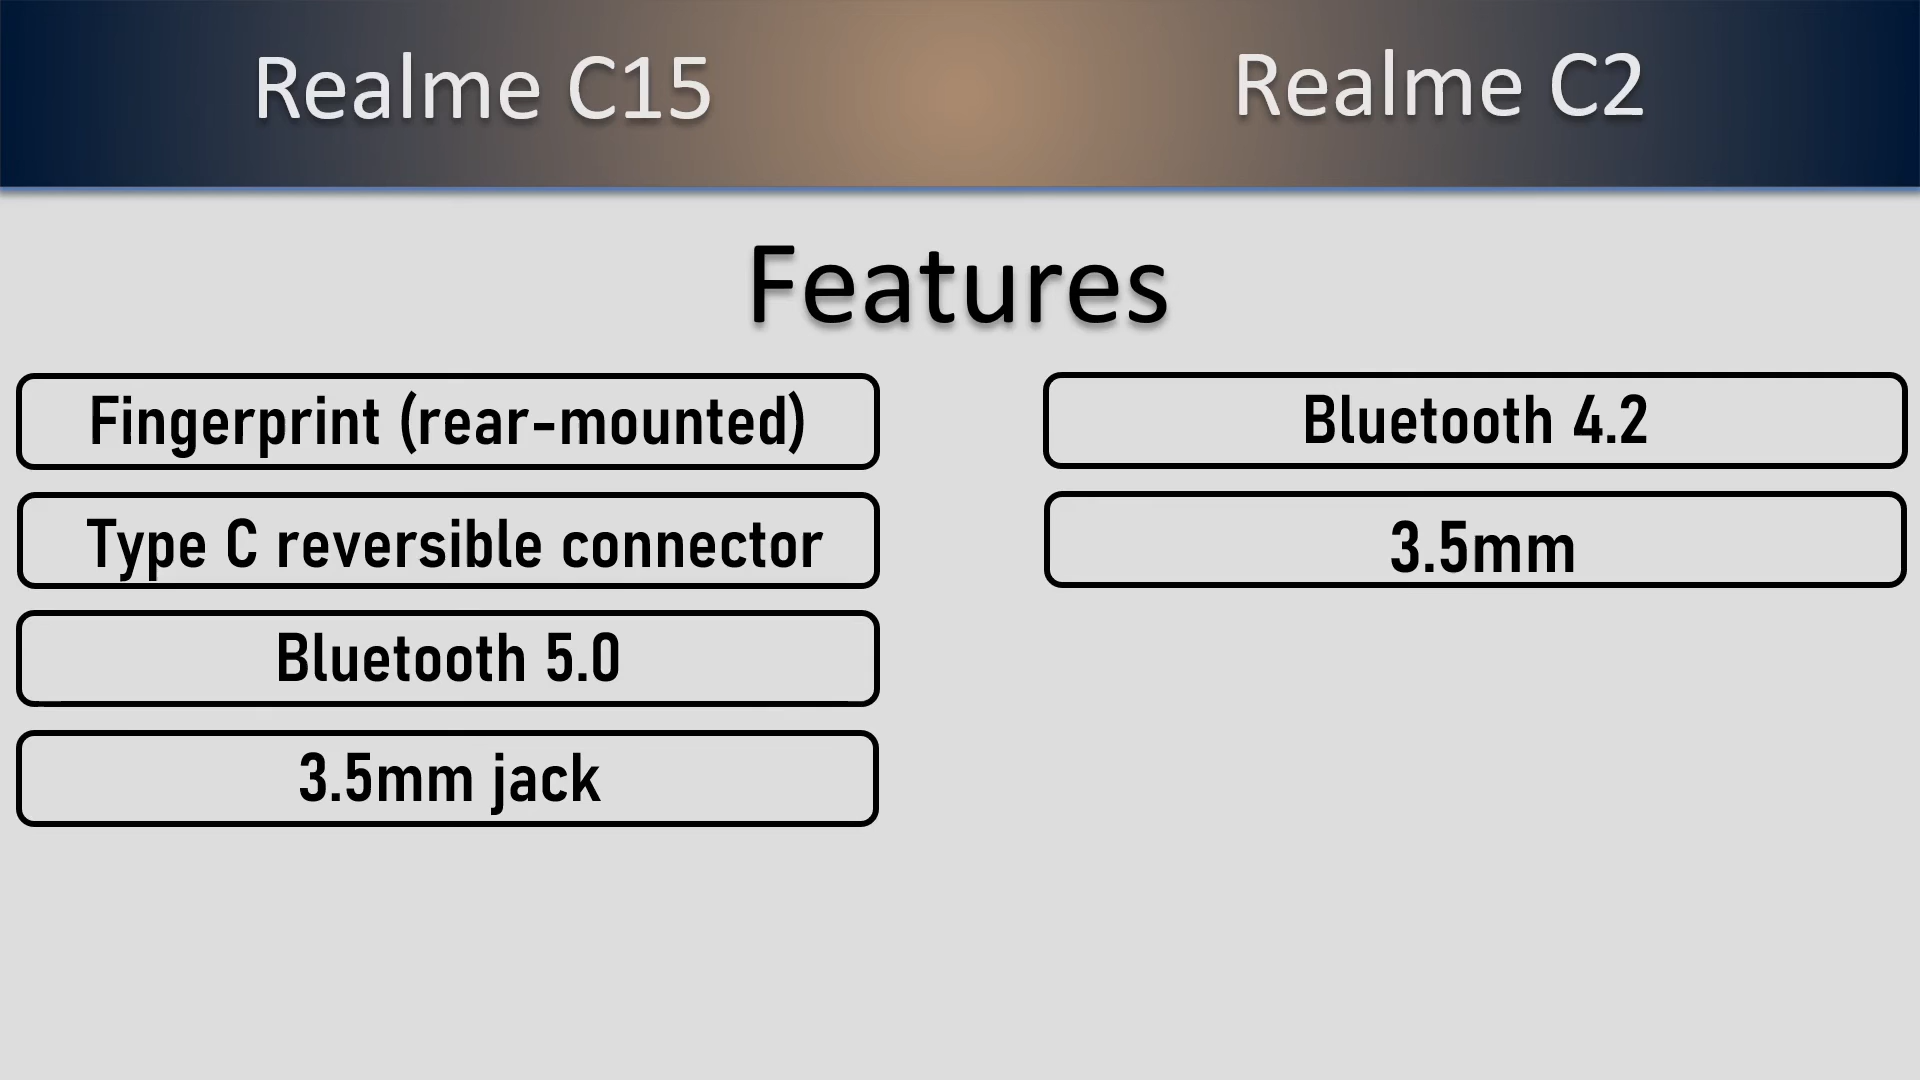 Realme C15
Realme C2
Features
Fingerprint (rear-mounted)
Type C reversible connector
Bluetooth 5.0
3.5mm jack
Bluetooth 4.2
3.5mm